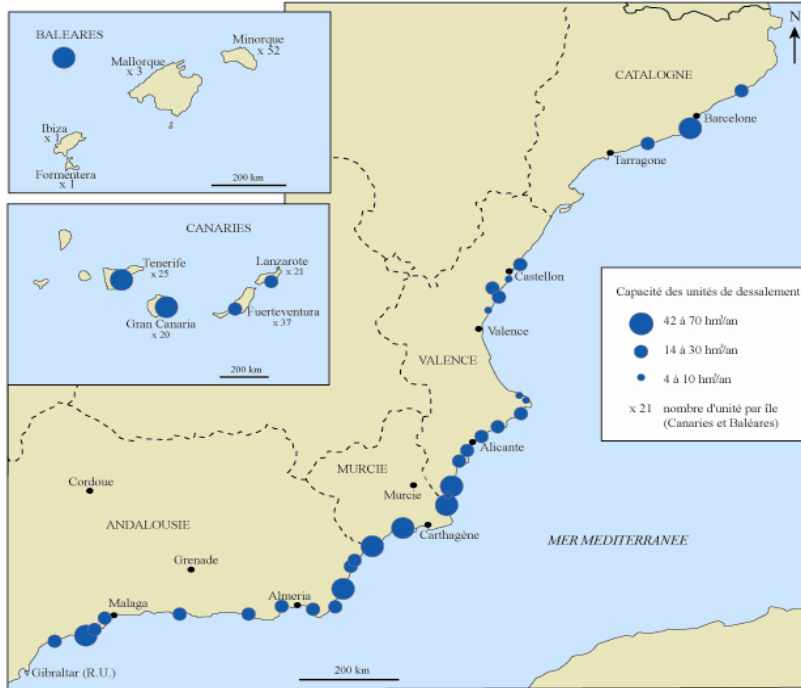 BALEARES
Minorque
x 52
Mallorque
x 3
Ibiza
x 1
Formentera
x 1
200 km
CANARIES
Tenerife
x 25
Lanzarote
x 21
Gran Canaria
x 20
Fuerteventura
x 37
200 km
N
CATALOGNE
Barcelone
Tarragone
Castellon
Valence
VALENCE
Alicante
MURCIE
Murcie
Carthagène
Cordoue
ANDALOUSIE
Grenade
Almeria
Malaga
Gibraltar (R.U.)
200 km
MER MEDITERRANEE
Capacité des unités de dessalement
42 à 70 hm³/an
14 à 30 hm³/an
4 à 10 hm³/an
x 21 nombre d'unité par île
(Canaries et Baléares)